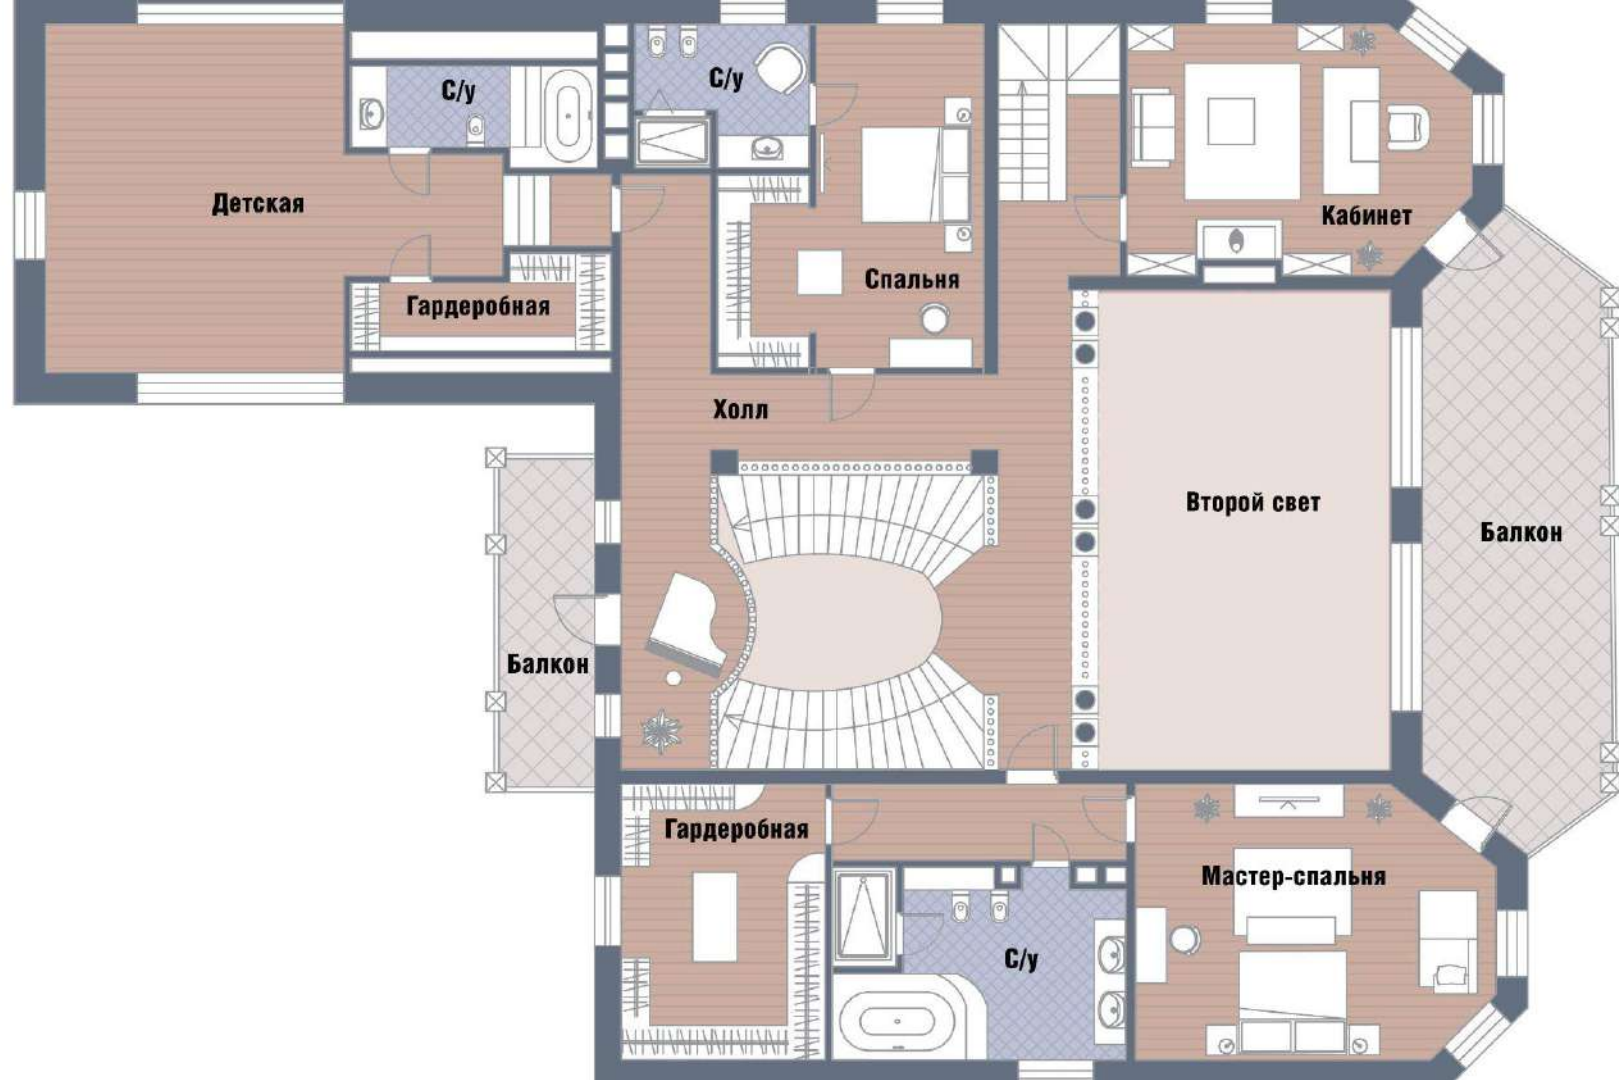 С/у
С/у
Детская
Кабинет
Спальня
Гардеробная
Холл
Второй свет
Балкон
Балкон
Гардеробная
Мастер-спальня
С/у